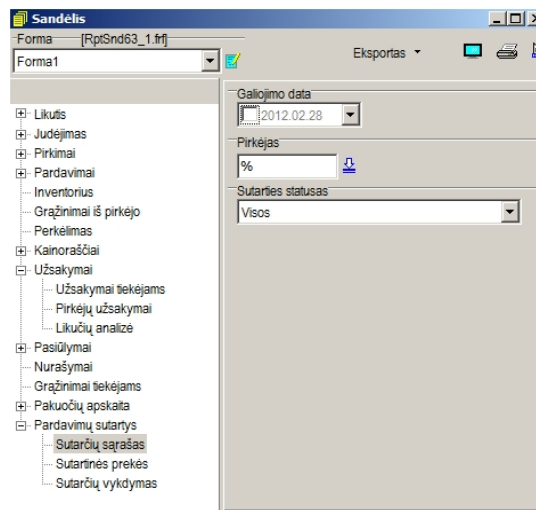 Sandėlis
Forma [RptSnd63_1.frf]
Forma1
Eksportas
Galiojimo data
2012.02.28
Pirkėjas
%
Sutarties statusas
Visos
Likutis
Judėjimas
Pirkimai
Pardavimai
Inventorius
Grąžinimai iš pirkėjo
Perkėlimas
Kainoraščiai
Užsakymai
Užsakymai tiekėjams
Pirkėjų užsakymai
Likučių analizė
Pasiūlymai
Nurašymai
Grąžinimai tiekėjams
Pakuočių apskaita
Pardavimų sutartys
Sutarčių sąrašas
Sutartinės prekės
Sutarčių vykdymas